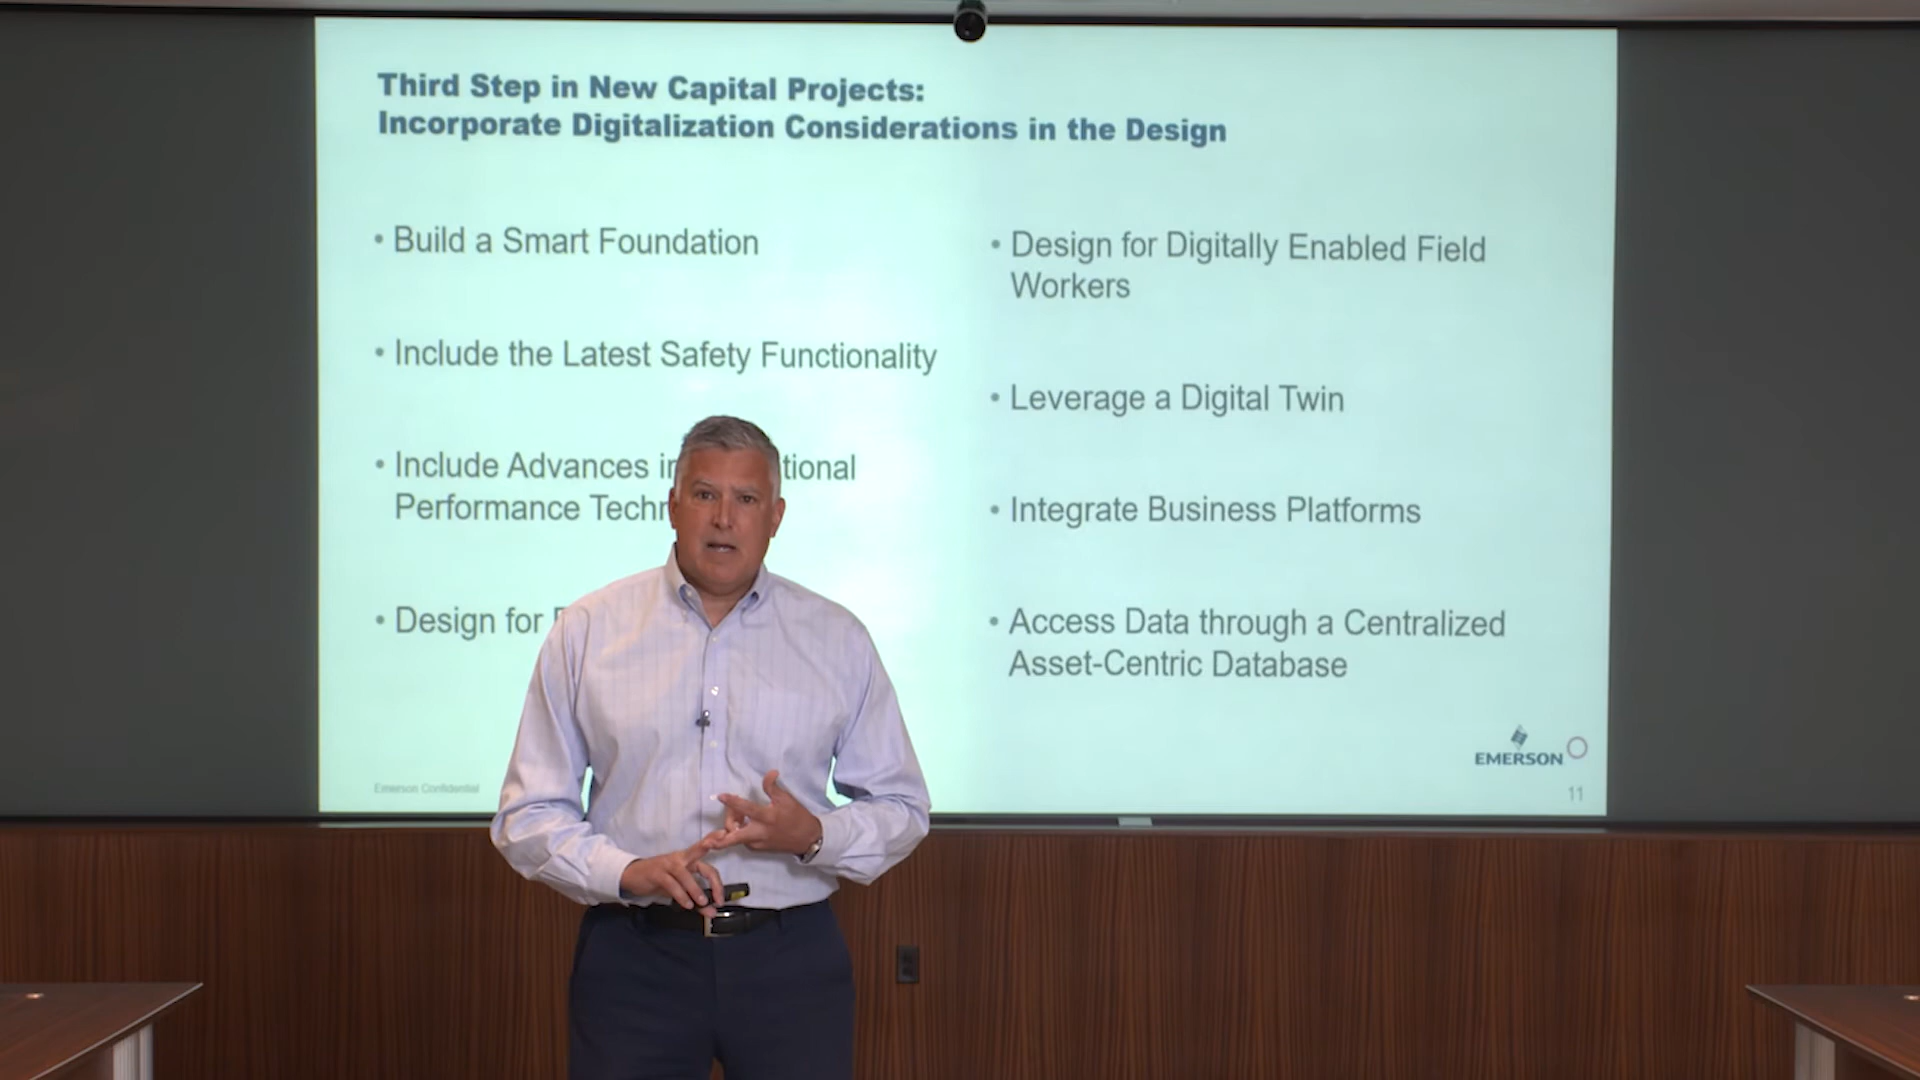 Third Step in New Capital Projects:
Incorporate Digitalization Considerations in the Design
• Build a Smart Foundation
• Include the Latest Safety Functionality
• Include Advances
Performance
• Design for
• Design for Digitally Enabled Field
Workers
• Leverage a Digital Twin
• Integrate Business Platforms
• Access Data through a Centralized
Asset-Centric Database
Emerson Confidential
EMERSON
11